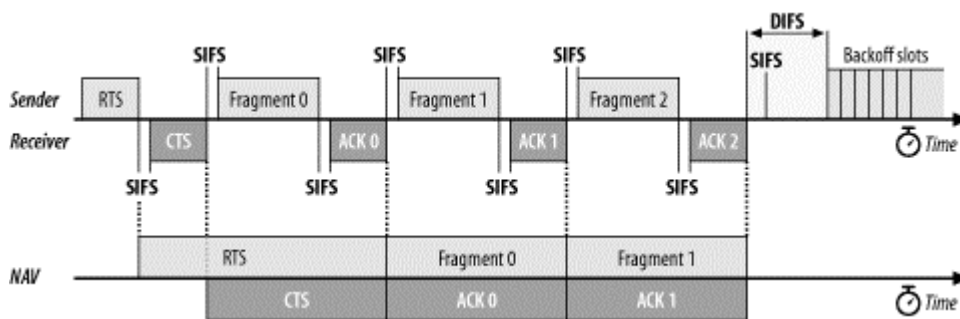 DIFS
SIFS SIFS SIFS SIFS Backoff slots
Sender RTS Fragment 0 Fragment 1 Fragment 2
Receiver CTS ACK 0 ACK 1 ACK 2 Time
SIFS SIFS SIFS SIFS
RTS Fragment 0 Fragment 1
NAV
CTS ACK 0 ACK 1 Time